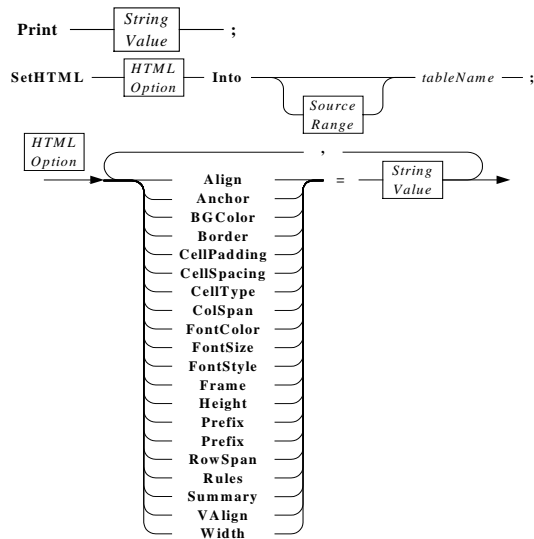 Print String Value ;
SetHTML HTML Option Into Source Range tableName ;
HTML Option
,
Align = String Value
Anchor
BGColor
Border
CellPadding
CellSpacing
CellType
ColSpan
FontColor
FontSize
FontStyle
Frame
Height
Prefix
Prefix
RowSpan
Rules
Summary
VAlign
Width